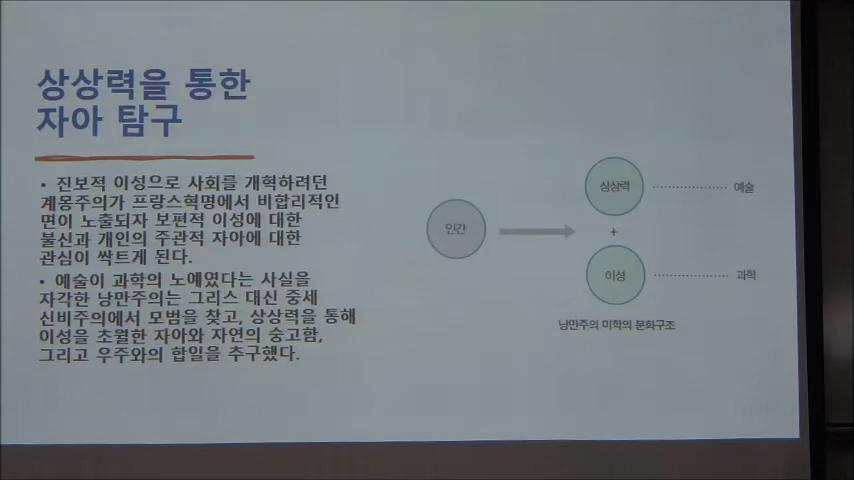 상상력을 통한
자아 탐구
• 진보적 이성으로 사회를 개혁하려던
계몽주의가 프랑스혁명에서 비합리적인
면이 노출되자 보편적 이성에 대한
불신과 개인의 주관적 자아에 대한
관심이 싹트게 된다.
• 예술이 과학의 노예였다는 사실을
자각한 낭만주의는 그리스 대신 중세
신비주의에서 모범을 찾고, 상상력을 통해
이성을 초월한 자아와 자연의 숭고함,
그리고 우주와의 합일을 추구했다.
인간
상상력
예술
+
이성
과학
낭만주의 미학의 분화구조